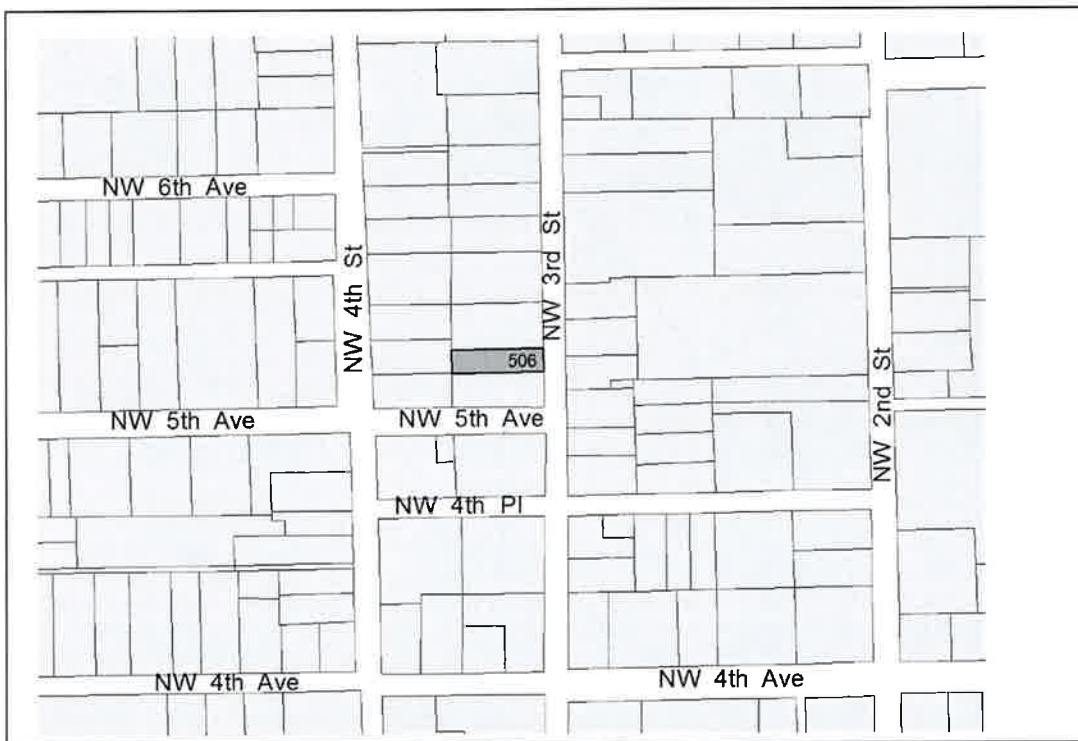 NW 6th Ave
NW 4th St
NW 3rd St
506
NW 2nd St
NW 5th Ave
NW 5th Ave
NW 4th Pl
NW 4th Ave
NW 4th Ave